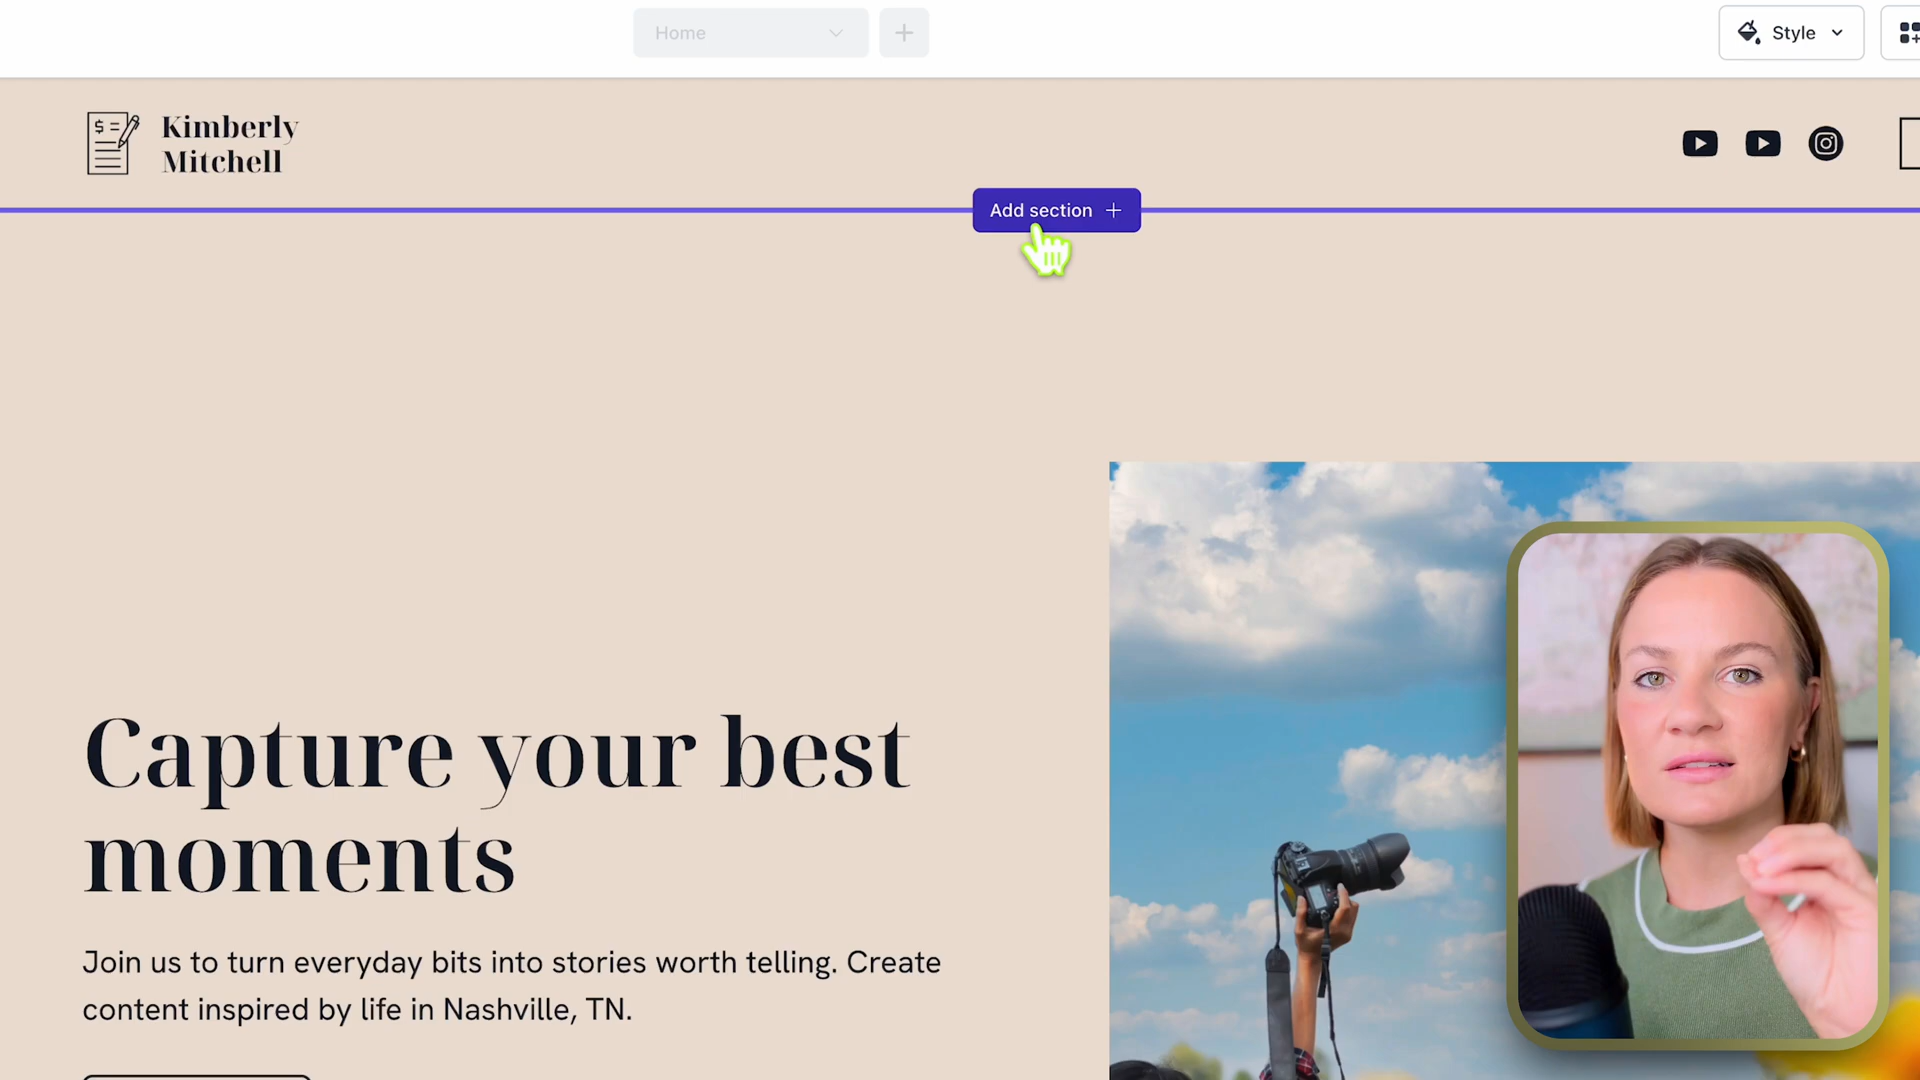 Home
Style
Kimberly
Mitchell
Add section
Capture your best
moments
Join us to turn everyday bits into stories worth telling. Create
content inspired by life in Nashville, TN.